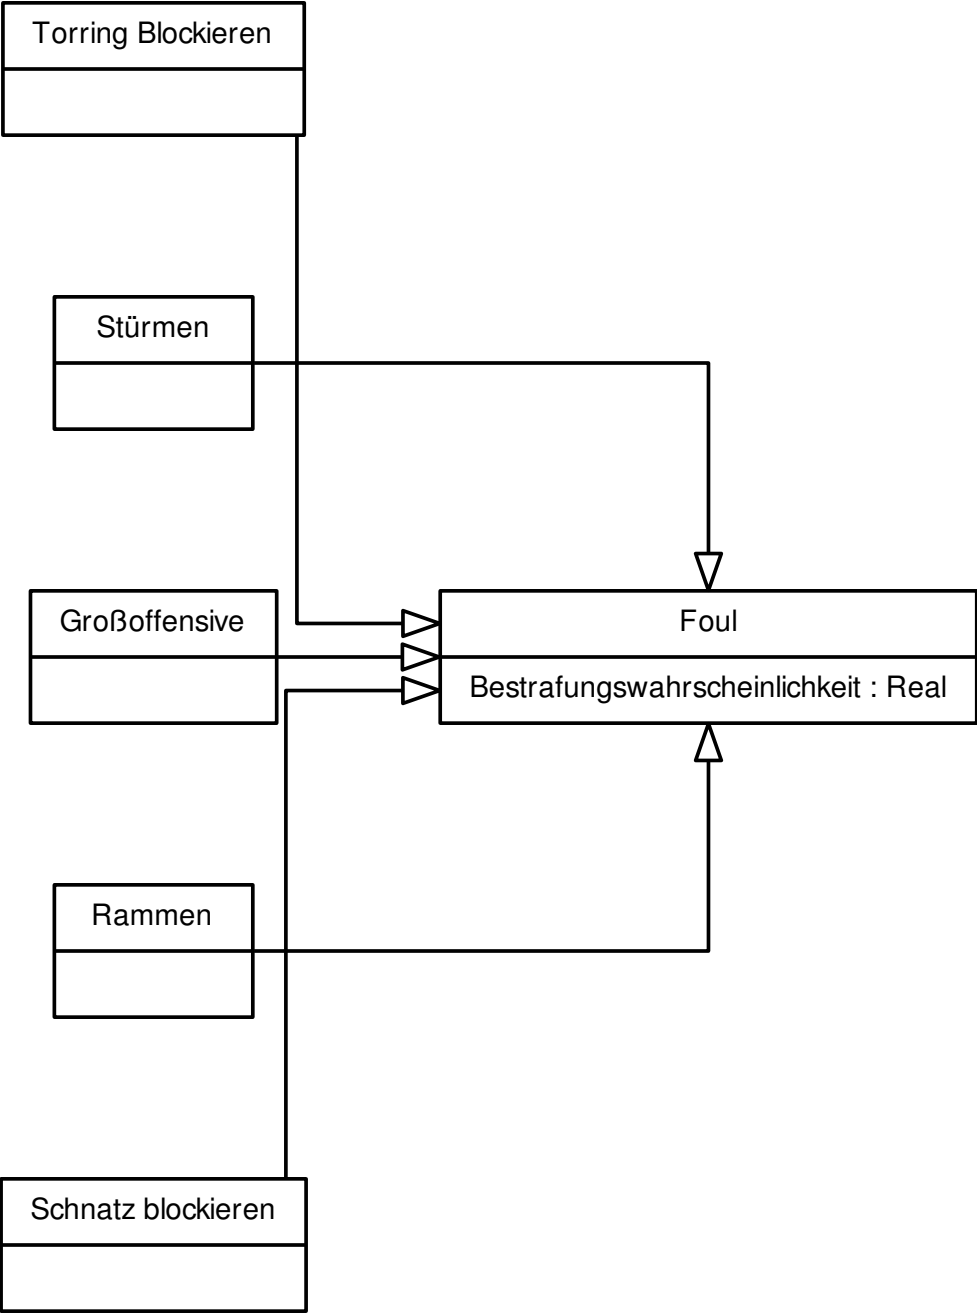 Torring Blockieren
Stürmen
Großoffensive
Foul
Bestrafungswahrscheinlichkeit : Real
Rammen
Schnatz blockieren